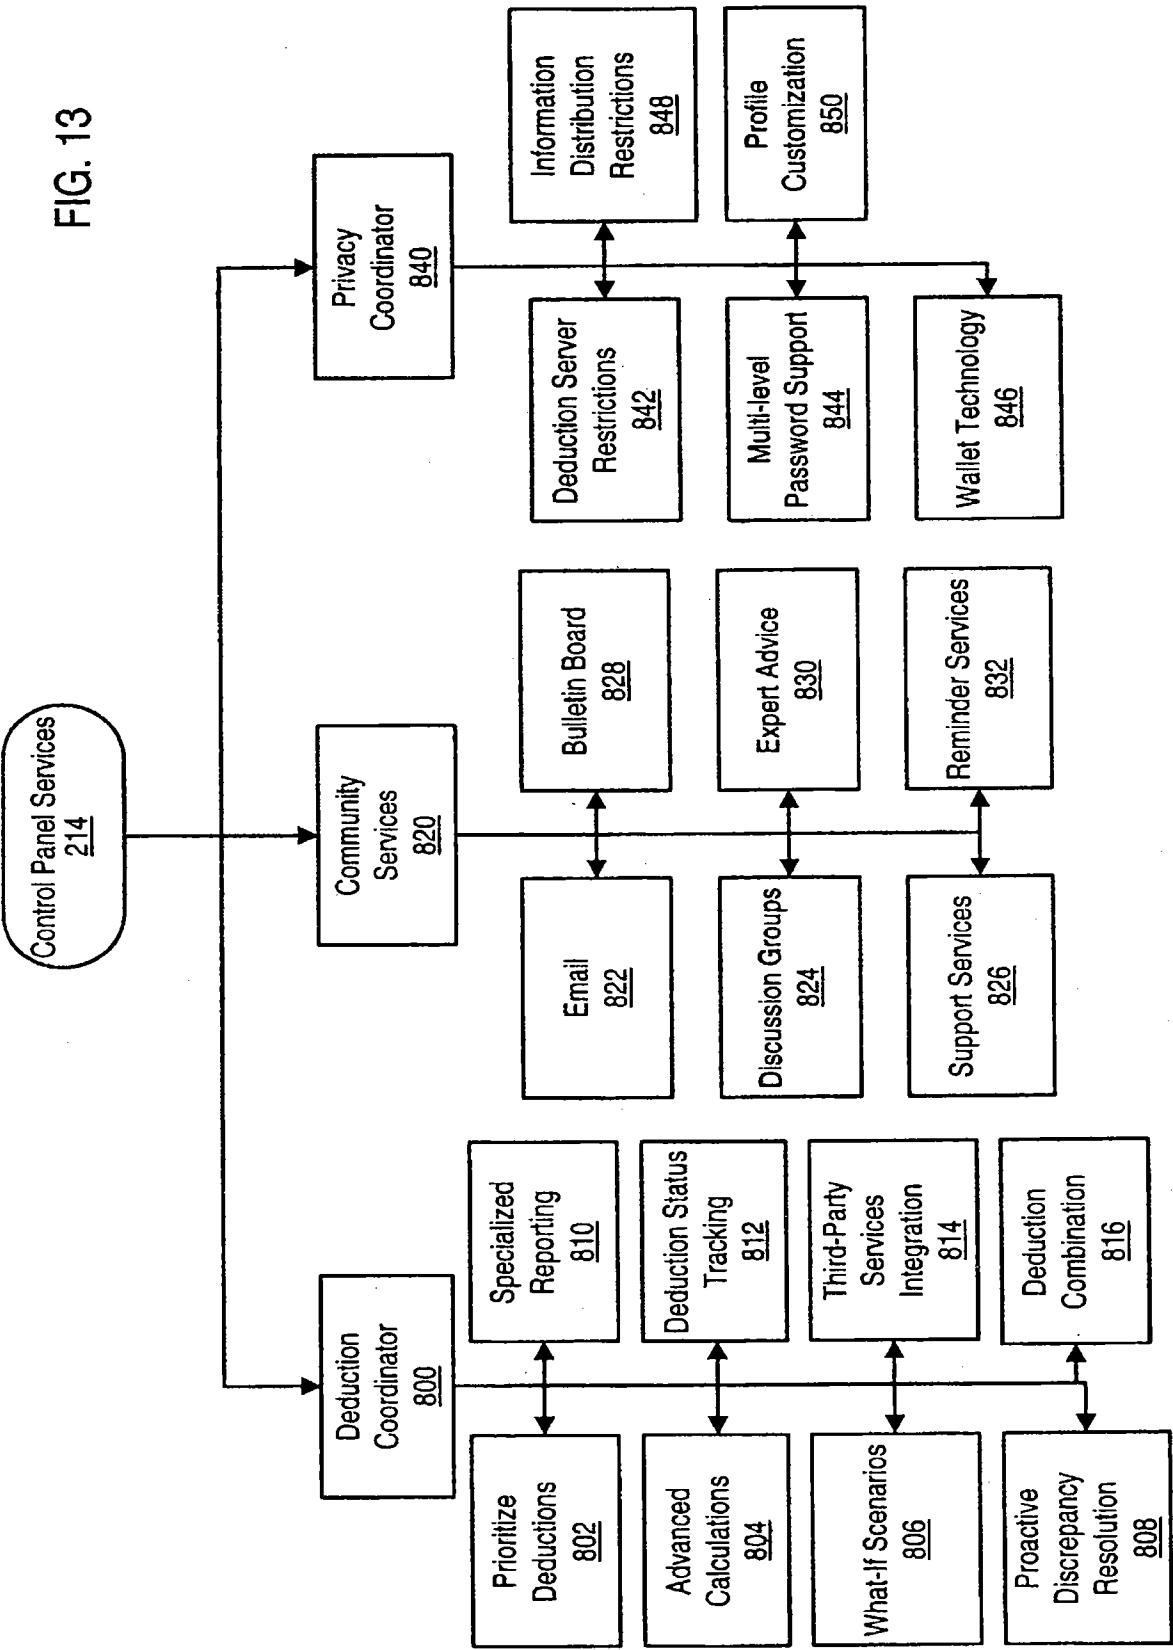 FIG. 13
Control Panel Services
214
Deduction
Coordinator
800
Prioritize
Deductions
802
Specialized
Reporting
810
Advanced
Calculations
804
Deduction Status
Tracking
812
What-If Scenarios
806
Third-Party
Services
Integration
814
Proactive
Discrepancy
Resolution
808
Deduction
Combination
816
Community
Services
820
Email
822
Bulletin Board
828
Discussion Groups
824
Expert Advice
830
Support Services
826
Reminder Services
832
Privacy
Coordinator
840
Deduction Server
Restrictions
842
Information
Distribution
Restrictions
848
Multi-level
Password Support
844
Profile
Customization
850
Wallet Technology
846